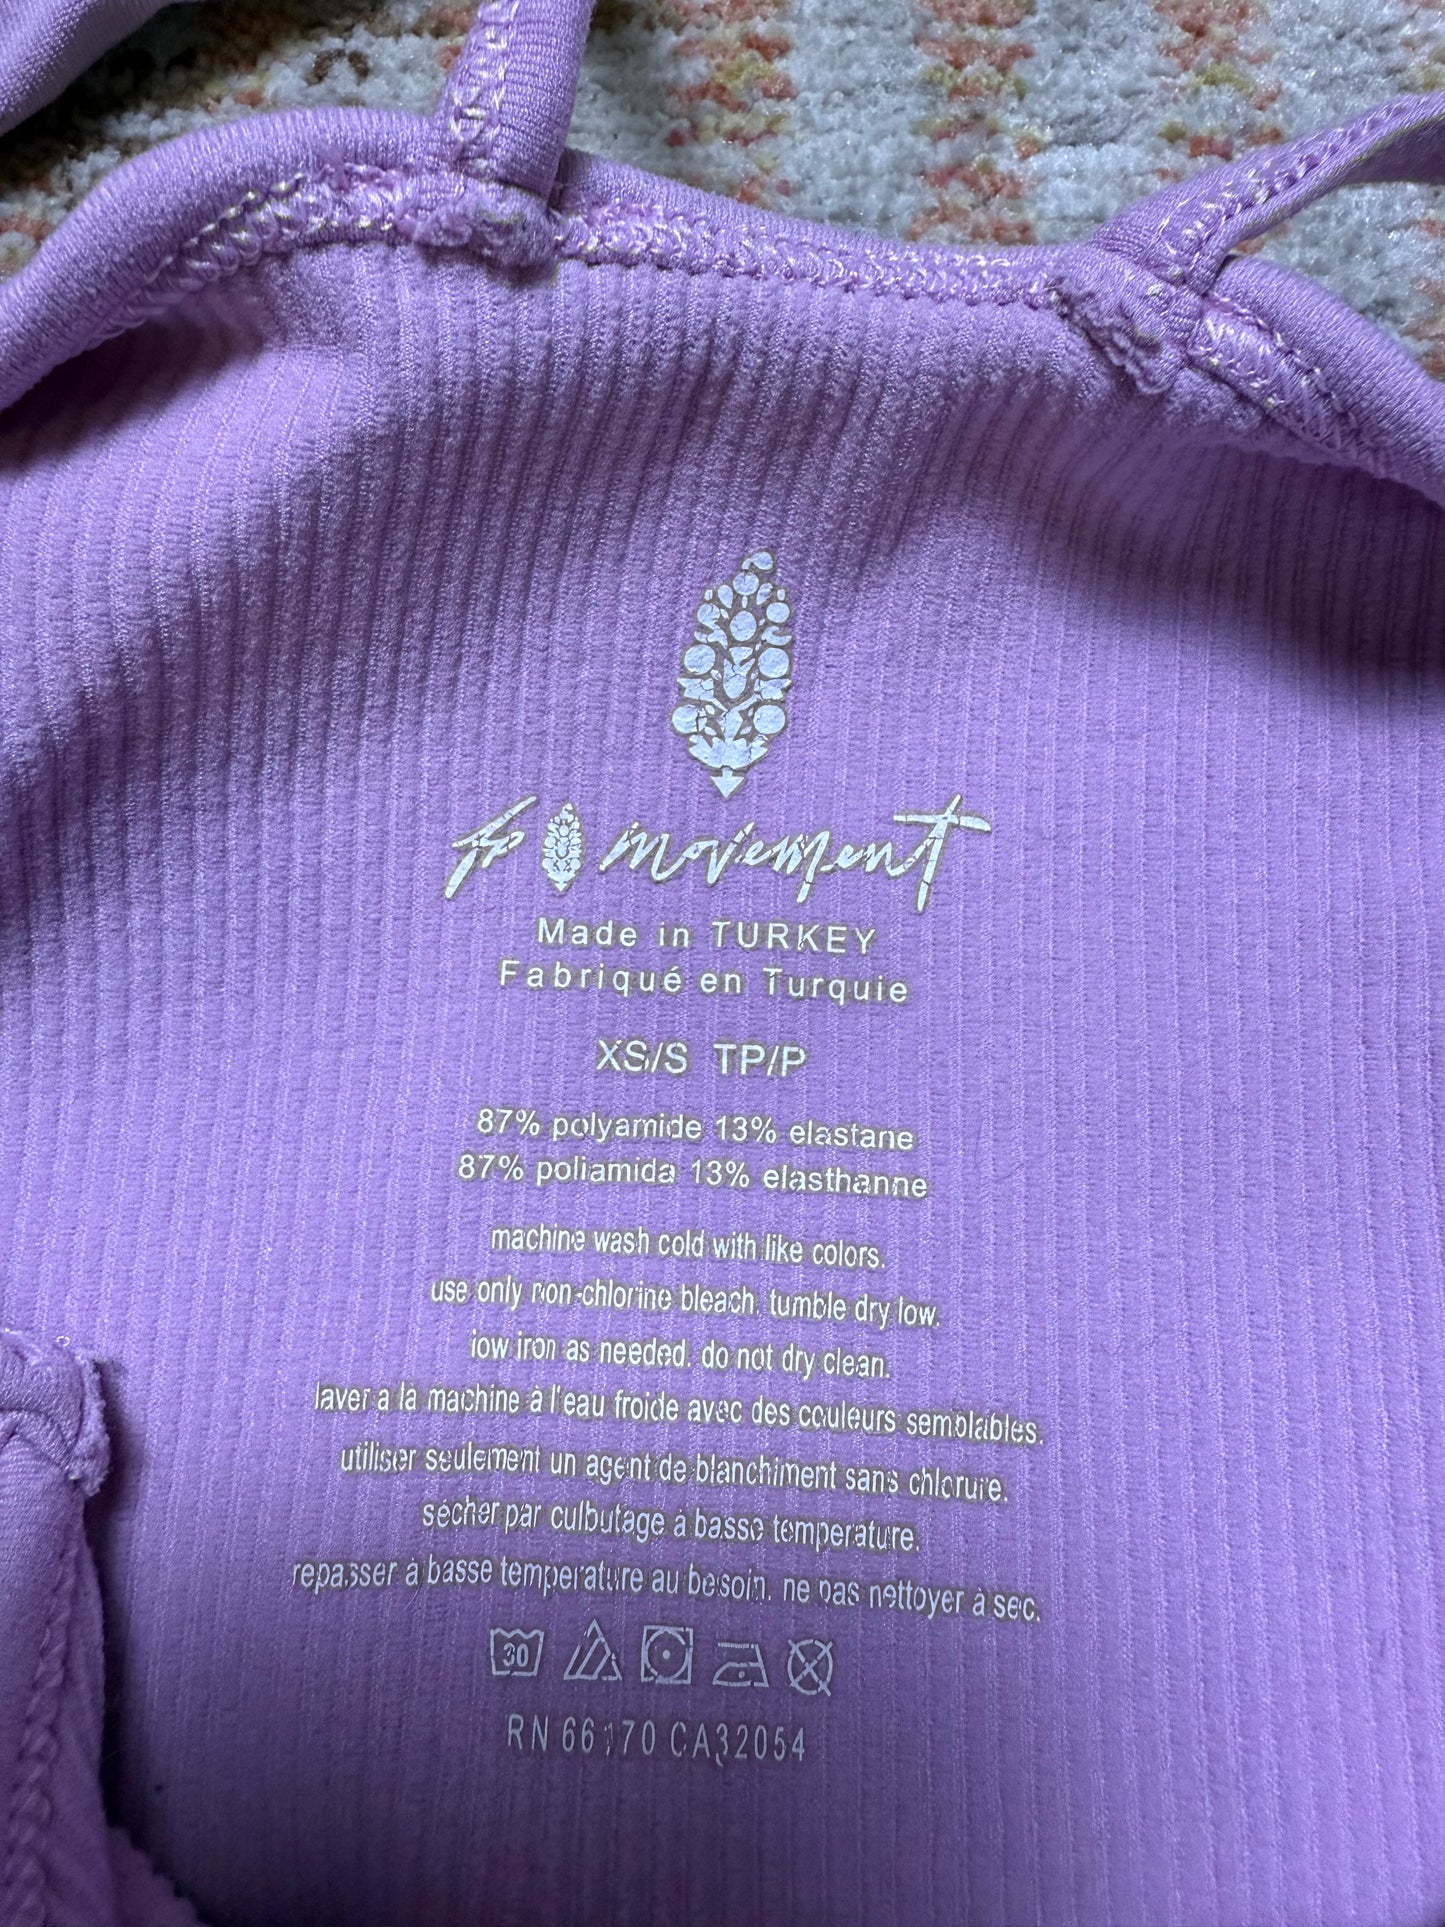 fp movement
Made in TURKEY
Fabriqué en Turquie
XS/S TP/P
87% polyamide 13% elastane
87% poliamida 13% elasthanne
machine wash cold with like colors.
use only non-chlorine bleach. tumble dry low.
low iron as needed. do not dry clean.
laver a la machine à l'eau froide avec des couleurs semblables.
utiliser seulement un agent de blanchiment sans chlorure.
sécher par culbutage à basse temperature.
repasser à basse temperature au besoin. ne pas nettoyer à sec.
30
RN 66170 CA32054